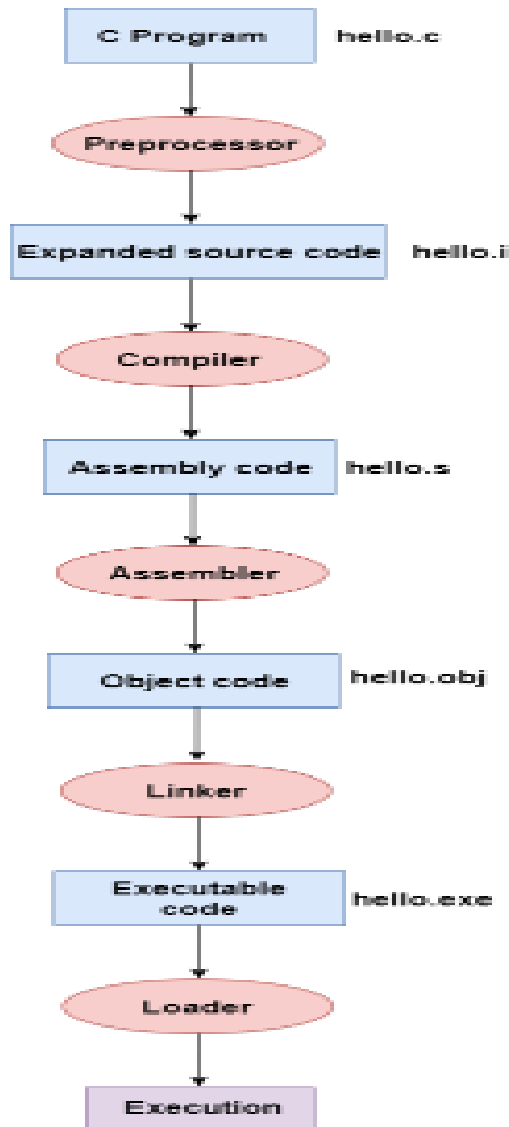 C Program hello.c
Preprocessor
Expanded source code hello.i
Compiler
Assembly code hello.s
Assembler
Object code hello.obj
Linker
Executable
code hello.exe
Loader
Execution